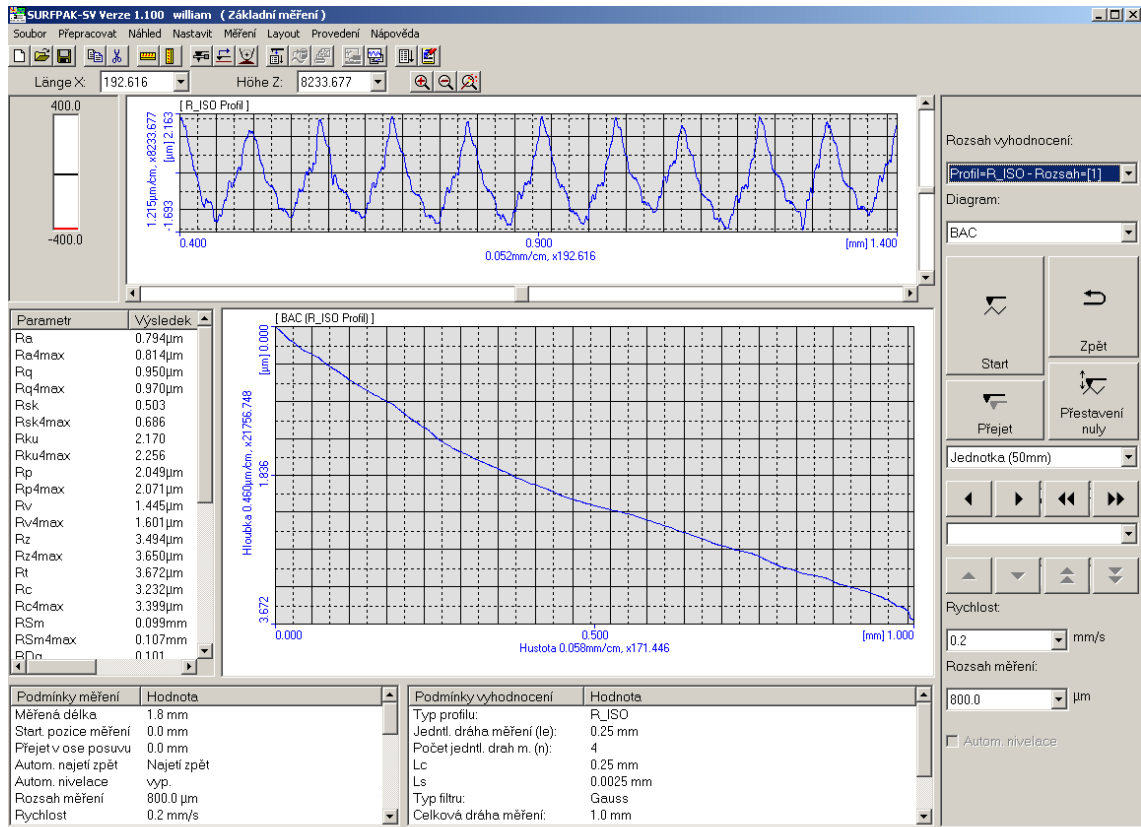 SURFPAK-SV Verze 1.100 william ( Základní měření )
Soubor Přepracovat Náhled Nastavit Měření Layout Provedení Nápověda
Länge X: 192.616 Höhe Z: 8233.677
400.0
-400.0
[ R_ISO Profil ]
1.215µm/cm, x8233.677
-1.693 [µm] 2.163
0.400 0.900 [mm] 1.400
0.052mm/cm, x192.616
Parametr Výsledek
Ra 0.794µm
Ra4max 0.814µm
Rq 0.950µm
Rq4max 0.970µm
Rsk 0.503
Rsk4max 0.686
Rku 2.170
Rku4max 2.256
Rp 2.049µm
Rp4max 2.071µm
Rv 1.445µm
Rv4max 1.601µm
Rz 3.494µm
Rz4max 3.650µm
Rt 3.672µm
Rc 3.232µm
Rc4max 3.399µm
RSm 0.099mm
RSm4max 0.107mm
RDq 0.101
[ BAC (R_ISO Profil) ]
Hloubka 0.460µm/cm, x21756.748
3.672 1.836 [µm] 0.000
0.000 0.500 [mm] 1.000
Hustota 0.058mm/cm, x171.446
Podmínky měření Hodnota
Měřená délka 1.8 mm
Start. pozice měření 0.0 mm
Přejet v ose posuvu 0.0 mm
Autom. najetí zpět Najetí zpět
Autom. nivelace vyp.
Rozsah měření 800.0 µm
Rychlost 0.2 mm/s
Podmínky vyhodnocení Hodnota
Typ profilu: R_ISO
Jedntl. dráha měření (le): 0.25 mm
Počet jedntl. drah m. (n): 4
Lc 0.25 mm
Ls 0.0025 mm
Typ filtru: Gauss
Celková dráha měření: 1.0 mm
Rozsah vyhodnocení:
Profil=R_ISO - Rozsah=[1]
Diagram:
BAC
Start
Zpět
Přejet
Přestavení
nuly
Jednotka (50mm)
Rychlost:
0.2 mm/s
Rozsah měření:
800.0 µm
Autom. nivelace